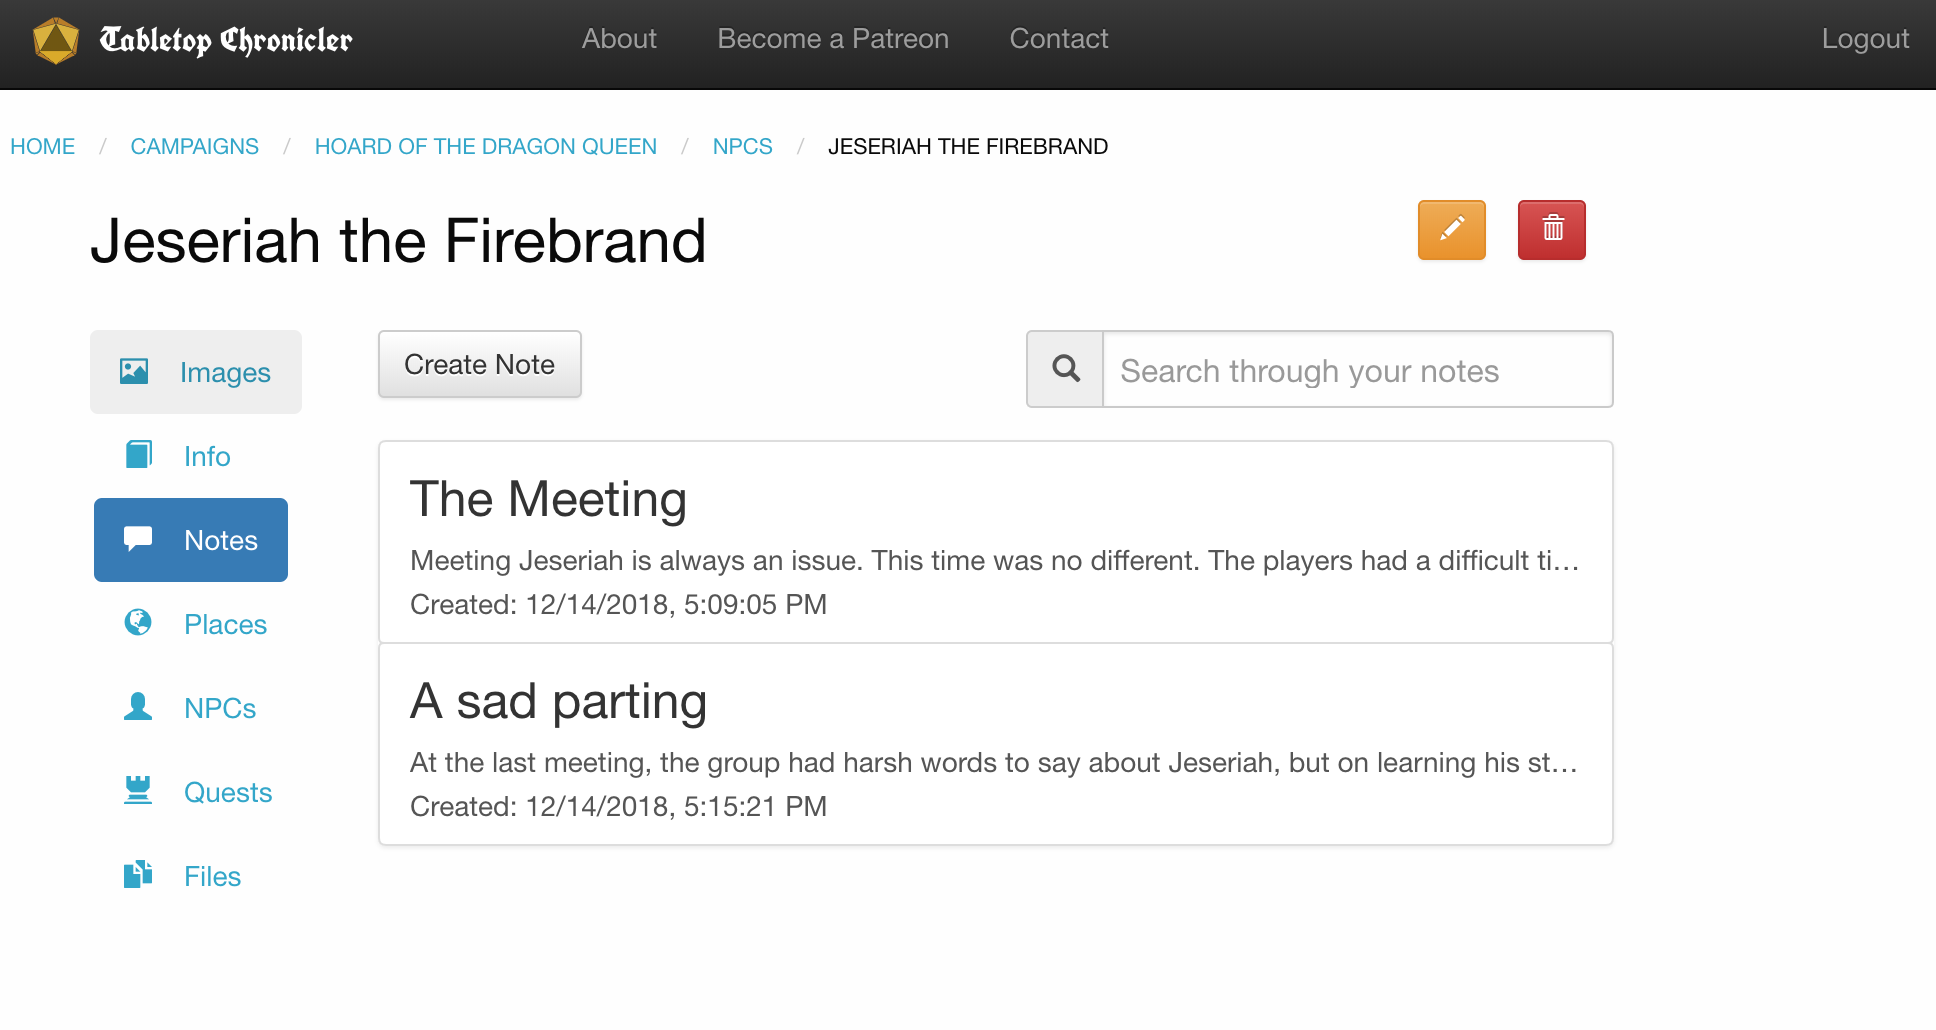 Tabletop Chronicler
About
Become a Patreon
Contact
Logout
HOME / CAMPAIGNS / HOARD OF THE DRAGON QUEEN / NPCS / JESERIAH THE FIREBRAND
Jeseriah the Firebrand
Images
Info
Notes
Places
NPCs
Quests
Files
Create Note
Search through your notes
The Meeting
Meeting Jeseriah is always an issue. This time was no different. The players had a difficult ti...
Created: 12/14/2018, 5:09:05 PM
A sad parting
At the last meeting, the group had harsh words to say about Jeseriah, but on learning his st...
Created: 12/14/2018, 5:15:21 PM